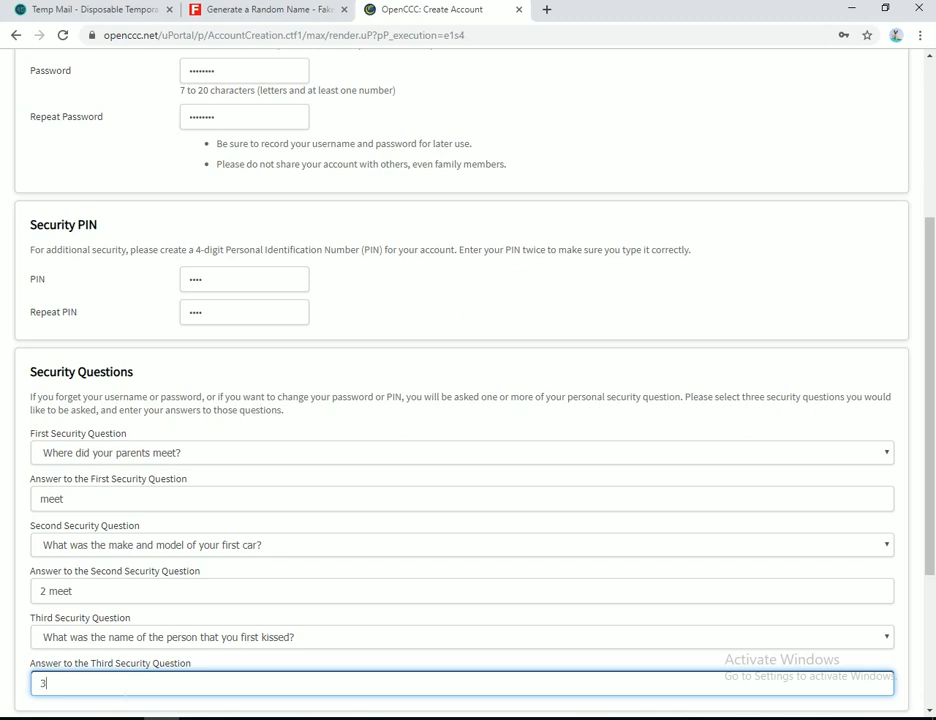 Temp Mail - Disposable Tempora
Generate a Random Name - Fak
OpenCCC: Create Account
openccc.net/uPortal/p/AccountCreation.ctf1/max/render.uP?pP_execution=e1s4
Password
••••••••
7 to 20 characters (letters and at least one number)
Repeat Password
••••••••
• Be sure to record your username and password for later use.
• Please do not share your account with others, even family members.
Security PIN
For additional security, please create a 4-digit Personal Identification Number (PIN) for your account. Enter your PIN twice to make sure you type it correctly.
PIN
••••
Repeat PIN
••••
Security Questions
If you forget your username or password, or if you want to change your password or PIN, you will be asked one or more of your personal security question. Please select three security questions you would
like to be asked, and enter your answers to those questions.
First Security Question
Where did your parents meet?
Answer to the First Security Question
meet
Second Security Question
What was the make and model of your first car?
Answer to the Second Security Question
2 meet
Third Security Question
What was the name of the person that you first kissed?
Answer to the Third Security Question
3
Activate Windows
Go to Settings to activate Windows.